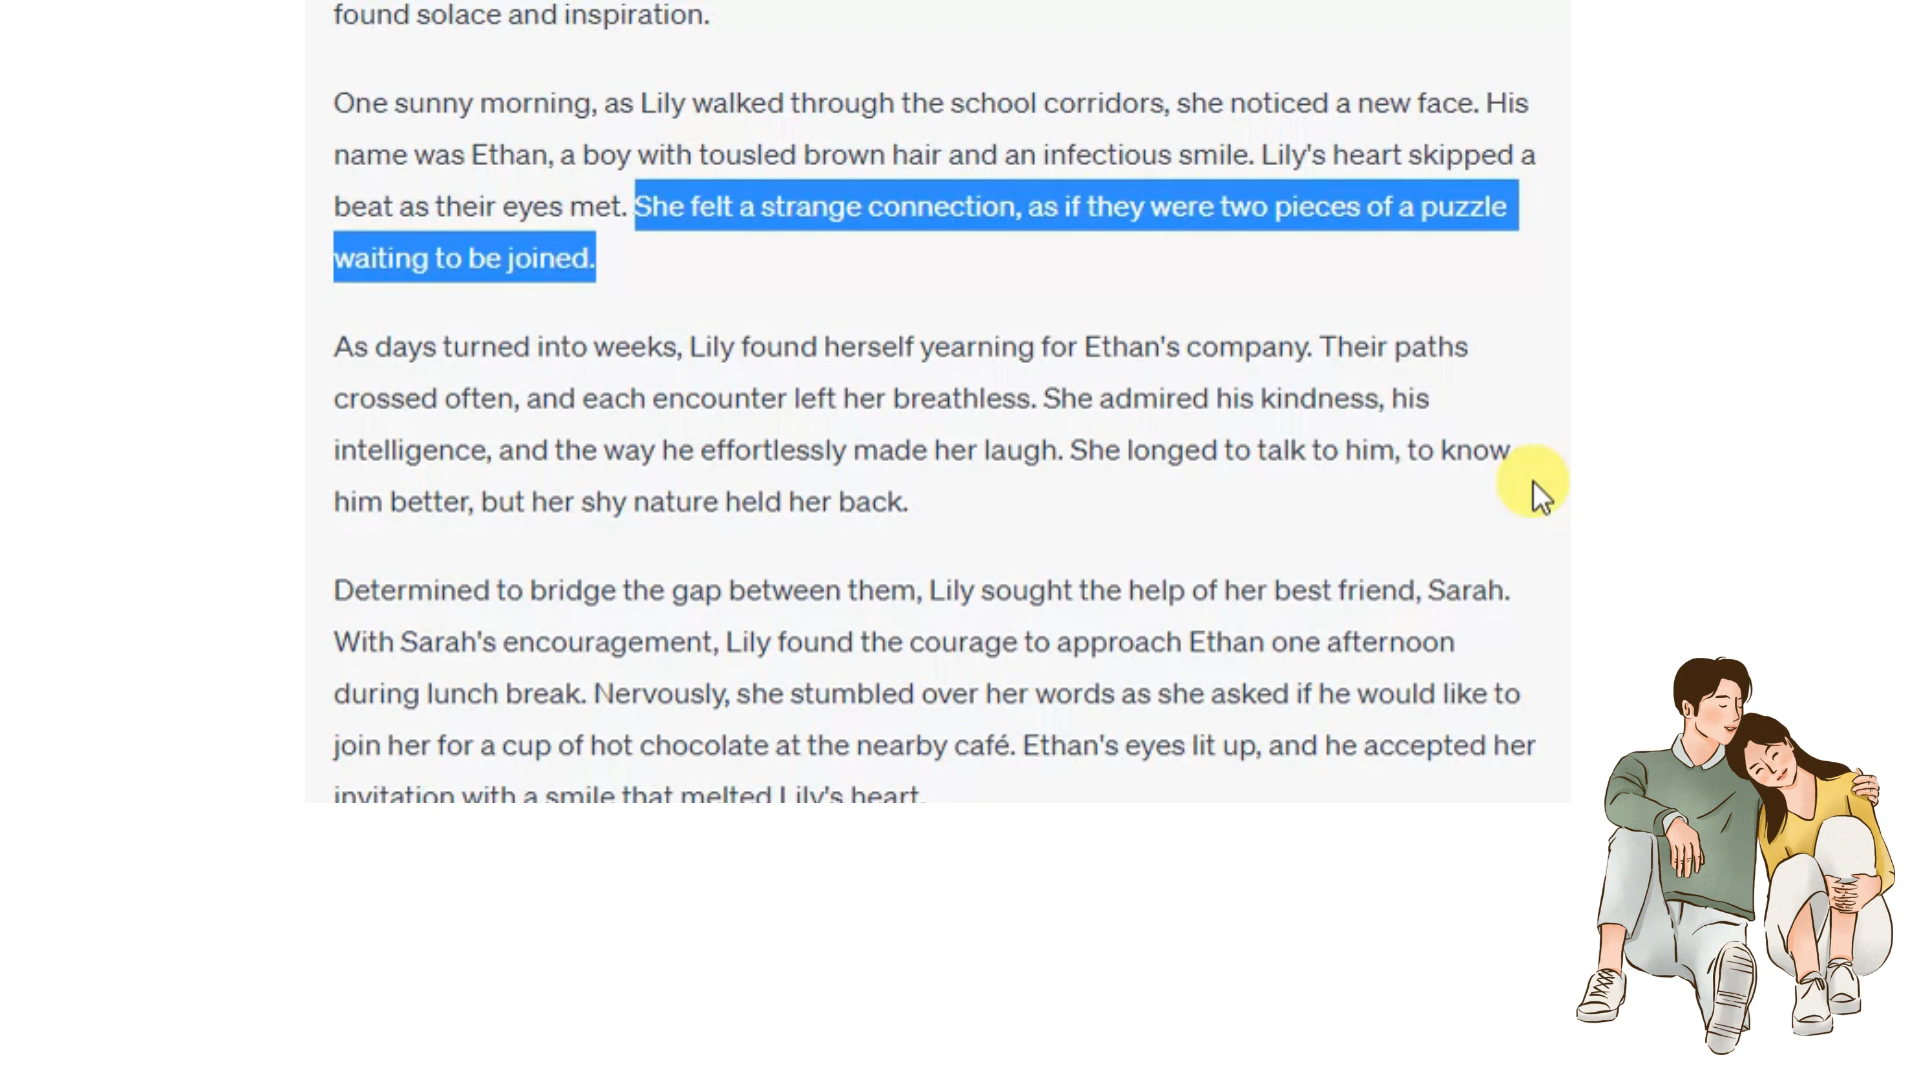 found solace and inspiration.
One sunny morning, as Lily walked through the school corridors, she noticed a new face. His
name was Ethan, a boy with tousled brown hair and an infectious smile. Lily's heart skipped a
beat as their eyes met. She felt a strange connection, as if they were two pieces of a puzzle
waiting to be joined.
As days turned into weeks, Lily found herself yearning for Ethan's company. Their paths
crossed often, and each encounter left her breathless. She admired his kindness, his
intelligence, and the way he effortlessly made her laugh. She longed to talk to him, to know
him better, but her shy nature held her back.
Determined to bridge the gap between them, Lily sought the help of her best friend, Sarah.
With Sarah's encouragement, Lily found the courage to approach Ethan one afternoon
during lunch break. Nervously, she stumbled over her words as she asked if he would like to
join her for a cup of hot chocolate at the nearby café. Ethan's eyes lit up, and he accepted her
invitation with a smile that melted Lily's heart.